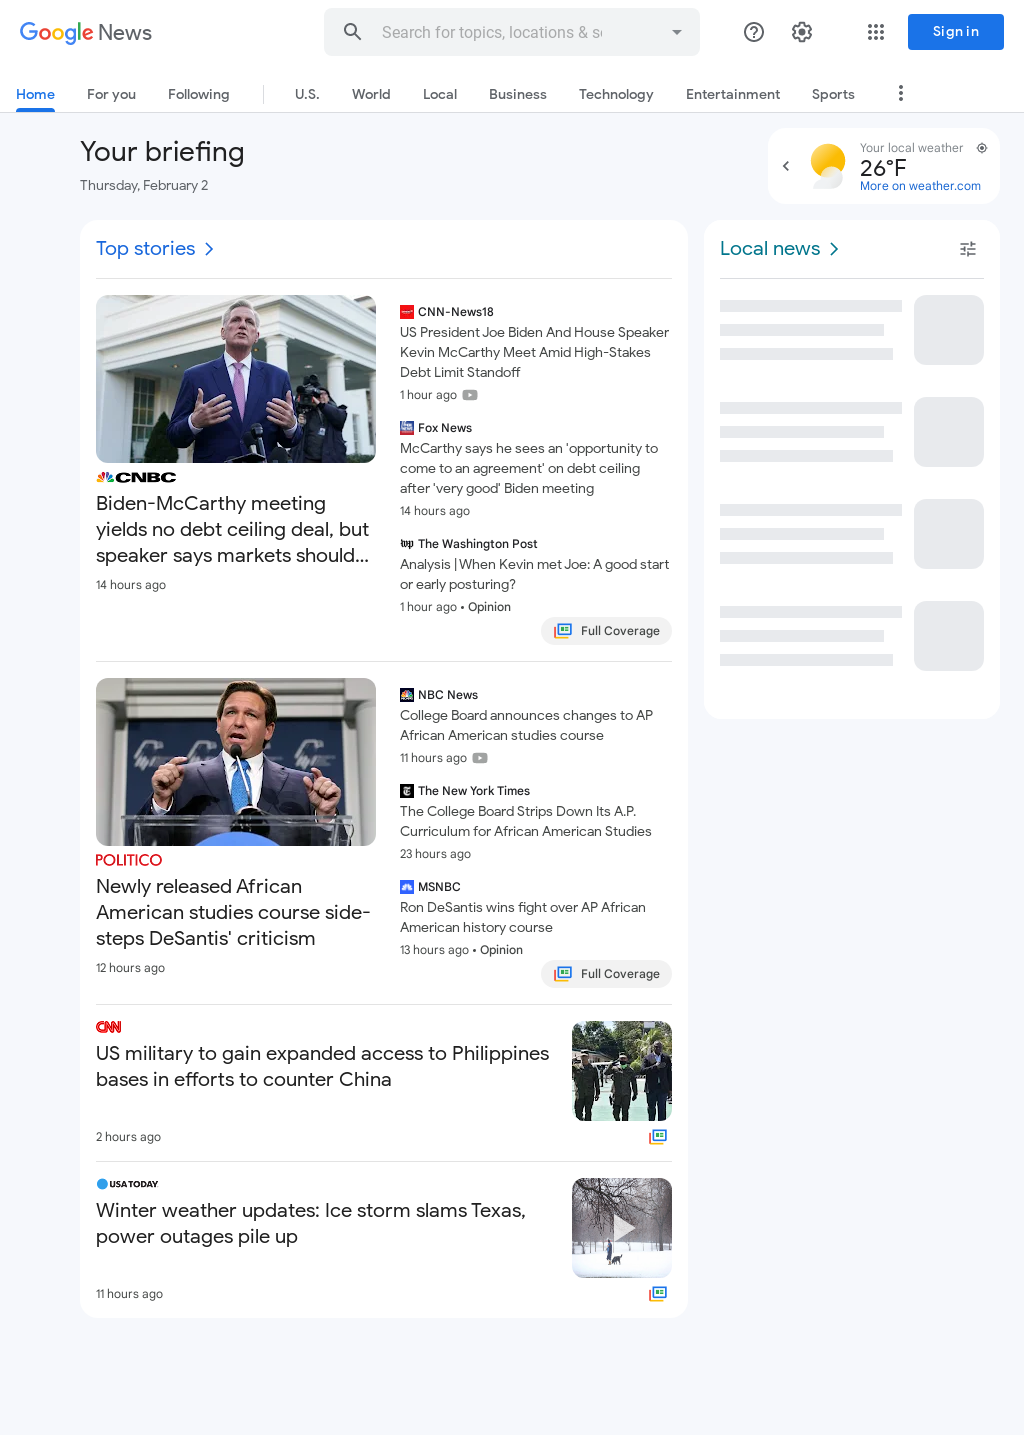 Google News
Search for topics, locations & s
Sign in
Home
For you
Following
U.S.
World
Local
Business
Technology
Entertainment
Sports
Your briefing
Thursday, February 2
Your local weather
26°F
More on weather.com
Top stories
CNBC
Biden-McCarthy meeting
yields no debt ceiling deal, but
speaker says markets should...
14 hours ago
CNN-News18
US President Joe Biden And House Speaker
Kevin McCarthy Meet Amid High-Stakes
Debt Limit Standoff
1 hour ago
Fox News
McCarthy says he sees an 'opportunity to
come to an agreement' on debt ceiling
after 'very good' Biden meeting
14 hours ago
wp The Washington Post
Analysis | When Kevin met Joe: A good start
or early posturing?
1 hour ago • Opinion
Full Coverage
POLITICO
Newly released African
American studies course side-
steps DeSantis' criticism
12 hours ago
NBC News
College Board announces changes to AP
African American studies course
11 hours ago
The New York Times
The College Board Strips Down Its A.P.
Curriculum for African American Studies
23 hours ago
MSNBC
Ron DeSantis wins fight over AP African
American history course
13 hours ago • Opinion
Full Coverage
CNN
US military to gain expanded access to Philippines
bases in efforts to counter China
2 hours ago
USA TODAY
Winter weather updates: Ice storm slams Texas,
power outages pile up
11 hours ago
Local news